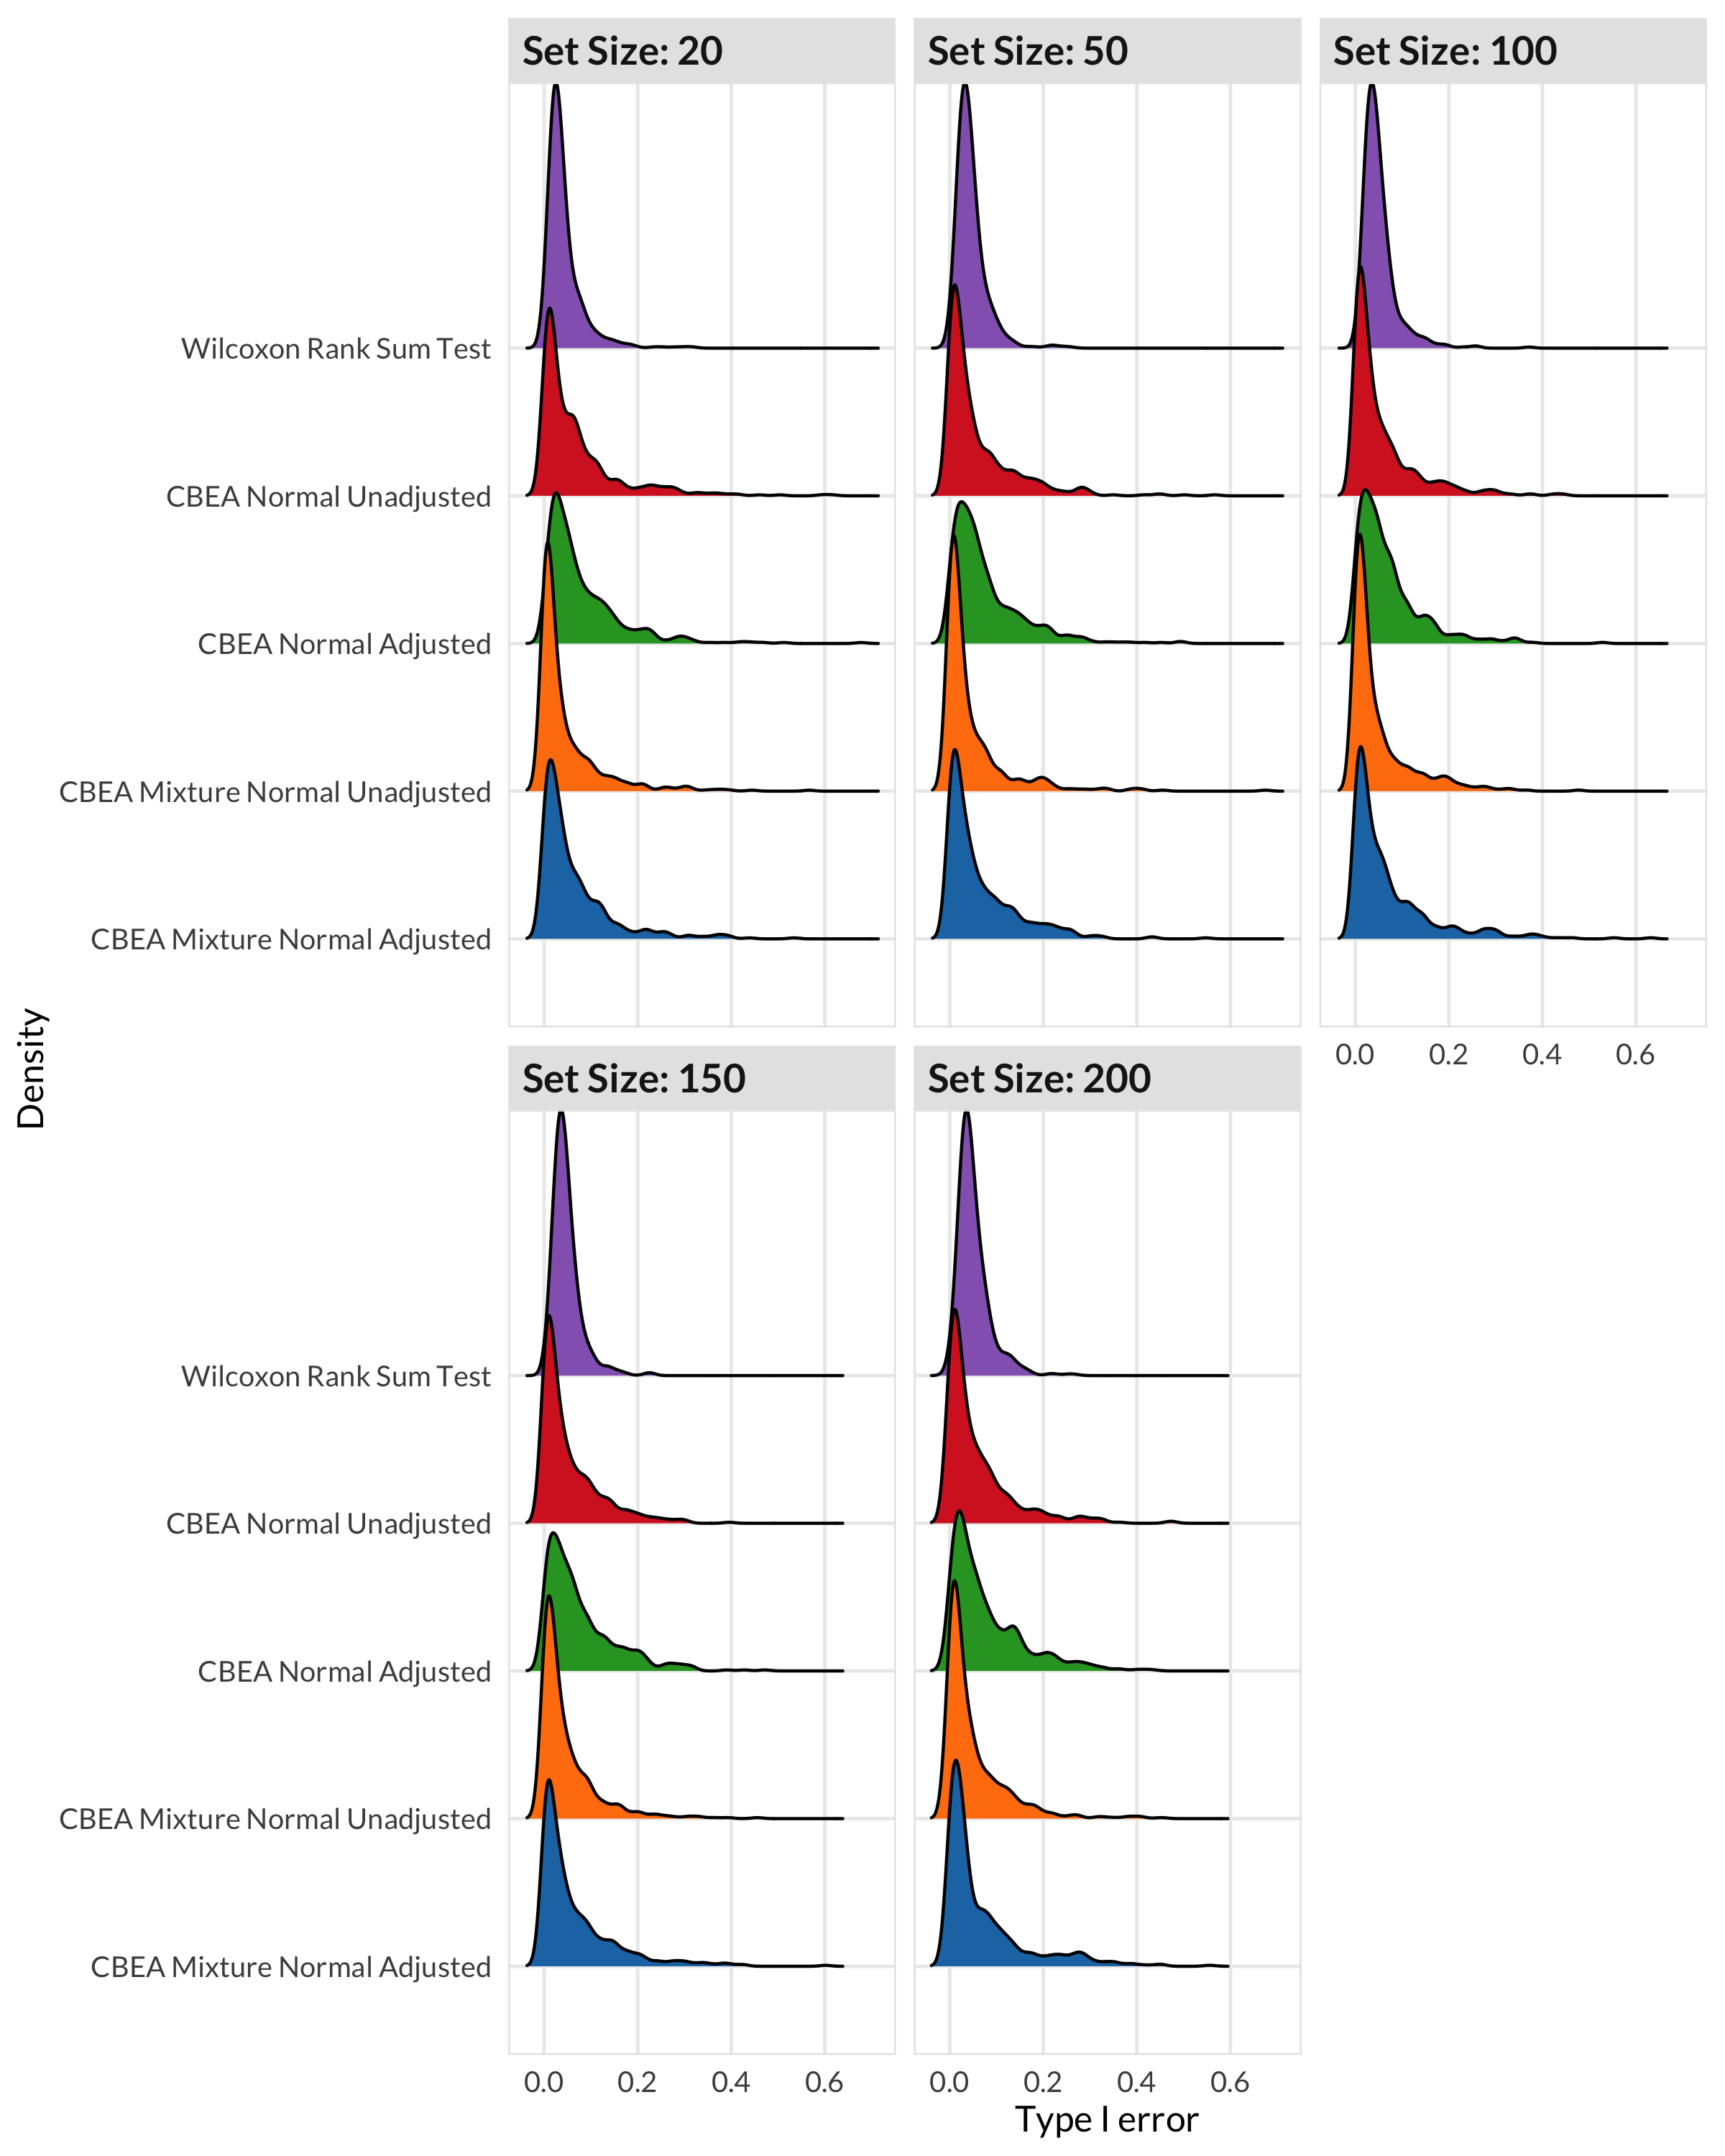 Set Size: 20
Set Size: 50
Set Size: 100
Wilcoxon Rank Sum Test
CBEA Normal Unadjusted
CBEA Normal Adjusted
CBEA Mixture Normal Unadjusted
CBEA Mixture Normal Adjusted
0.0 0.2 0.4 0.6
Density
Set Size: 150
Set Size: 200
Wilcoxon Rank Sum Test
CBEA Normal Unadjusted
CBEA Normal Adjusted
CBEA Mixture Normal Unadjusted
CBEA Mixture Normal Adjusted
0.0 0.2 0.4 0.6
0.0 0.2 0.4 0.6
Type I error